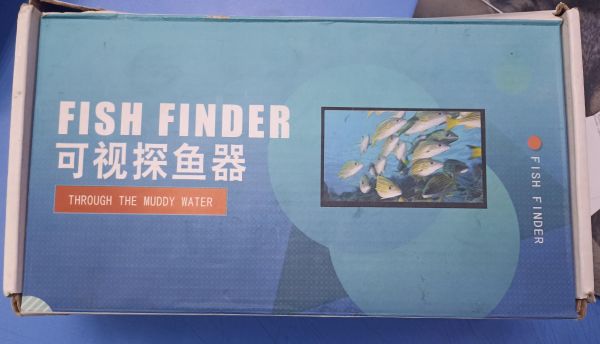 FISH FINDER
可视探鱼器
THROUGH THE MUDDY WATER
FISH FINDER